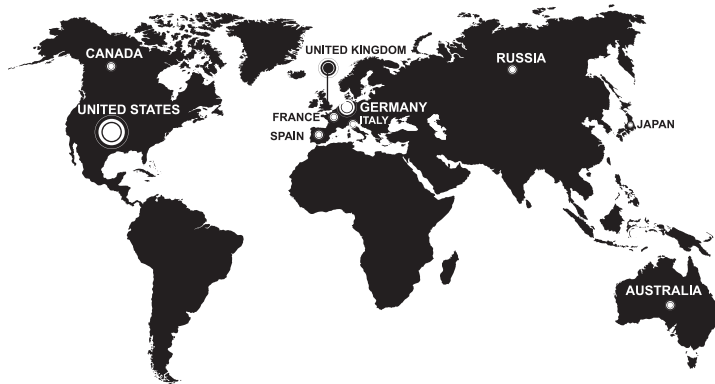 CANADA
UNITED KINGDOM
RUSSIA
UNITED STATES
FRANCE
GERMANY
ITALY
SPAIN
JAPAN
AUSTRALIA